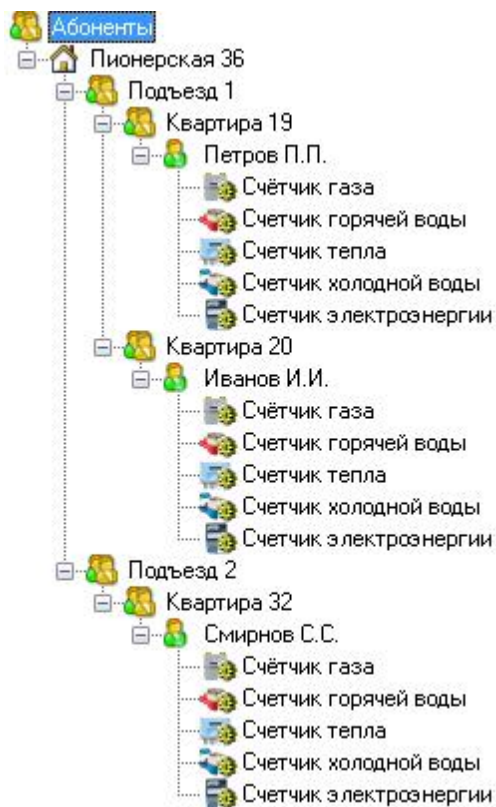 Абоненты
Пионерская 36
Подъезд 1
Квартира 19
Петров П.П.
Счётчик газа
Счетчик горячей воды
Счетчик тепла
Счетчик холодной воды
Счетчик электроэнергии
Квартира 20
Иванов И.И.
Счётчик газа
Счетчик горячей воды
Счетчик тепла
Счетчик холодной воды
Счетчик электроэнергии
Подъезд 2
Квартира 32
Смирнов С.С.
Счётчик газа
Счетчик горячей воды
Счетчик тепла
Счетчик холодной воды
Счетчик электроэнергии